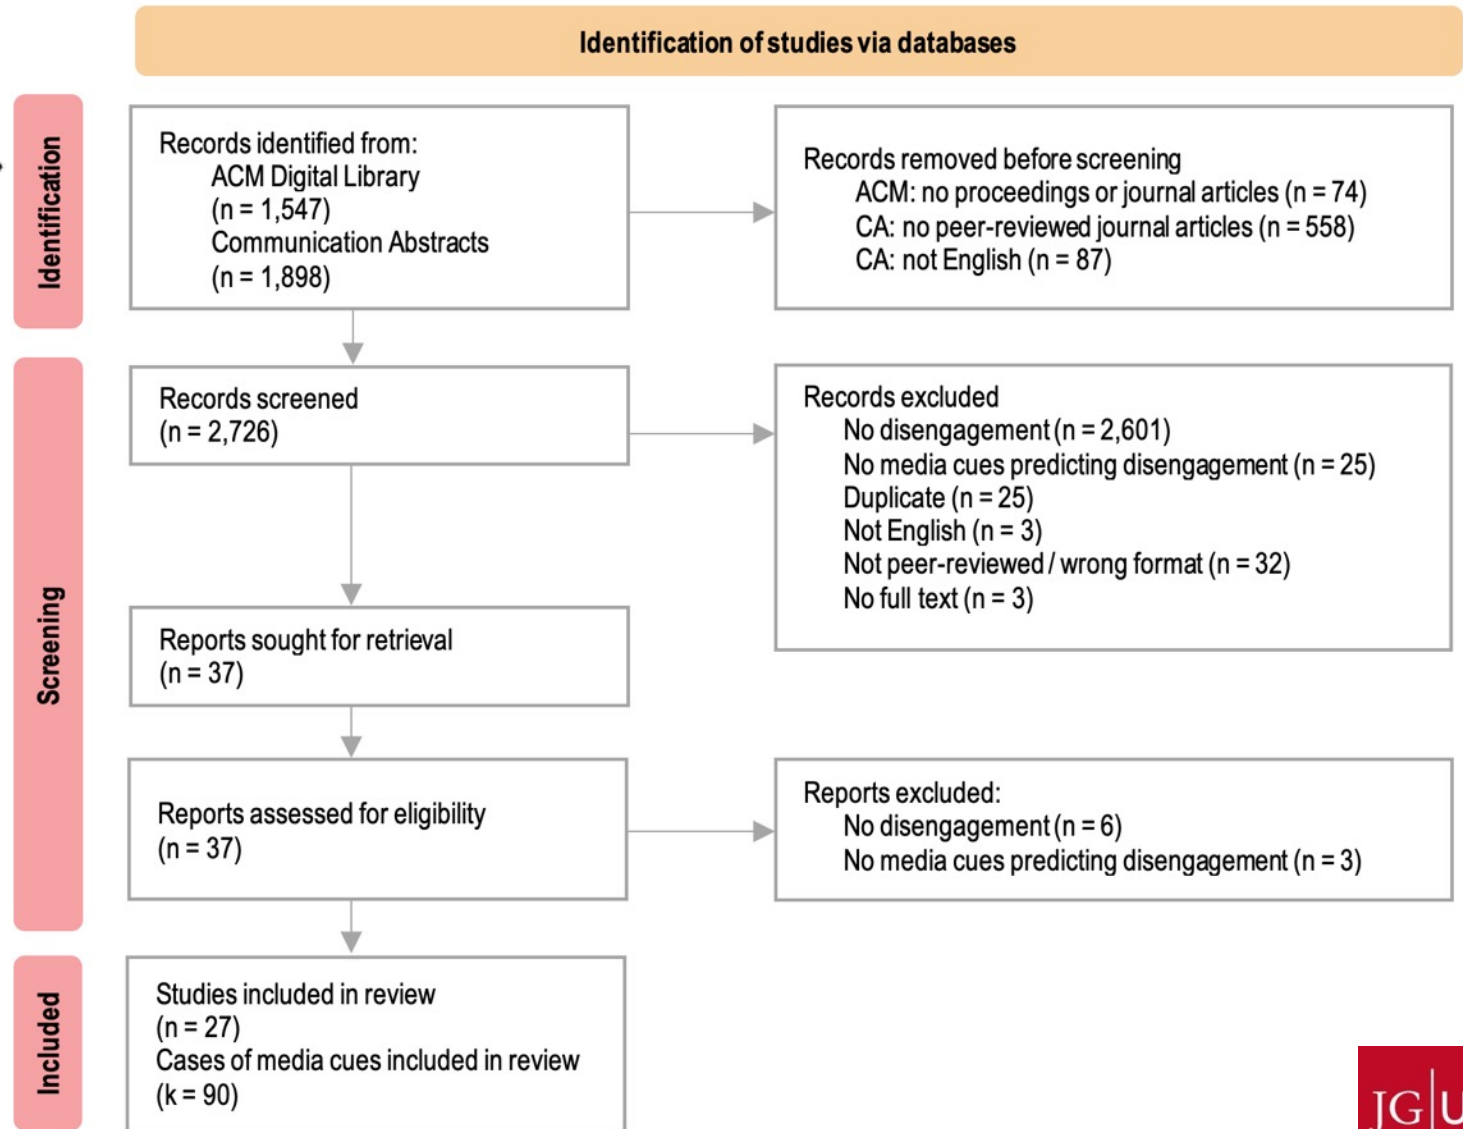 Identification of studies via databases
Identification
Records identified from:
ACM Digital Library
(n = 1,547)
Communication Abstracts
(n = 1,898)
Records removed before screening
ACM: no proceedings or journal articles (n = 74)
CA: no peer-reviewed journal articles (n = 558)
CA: not English (n = 87)
Screening
Records screened
(n = 2,726)
Records excluded
No disengagement (n = 2,601)
No media cues predicting disengagement (n = 25)
Duplicate (n = 25)
Not English (n = 3)
Not peer-reviewed / wrong format (n = 32)
No full text (n = 3)
Reports sought for retrieval
(n = 37)
Reports assessed for eligibility
(n = 37)
Reports excluded:
No disengagement (n = 6)
No media cues predicting disengagement (n = 3)
Included
Studies included in review
(n = 27)
Cases of media cues included in review
(k = 90)
JG|U